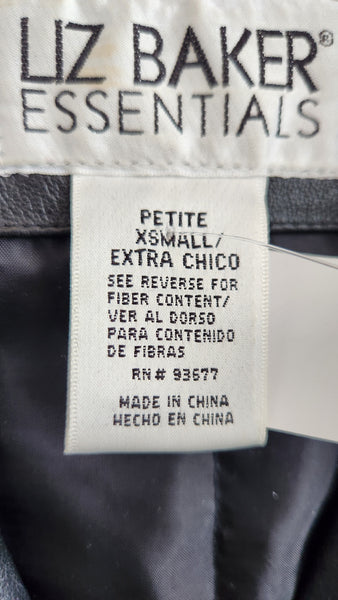 LIZ BAKER®
ESSENTIALS
PETITE
XSMALL/
EXTRA CHICO
SEE REVERSE FOR
FIBER CONTENT/
VER AL DORSO
PARA CONTENIDO
DE FIBRAS
RN# 93677
MADE IN CHINA
HECHO EN CHINA